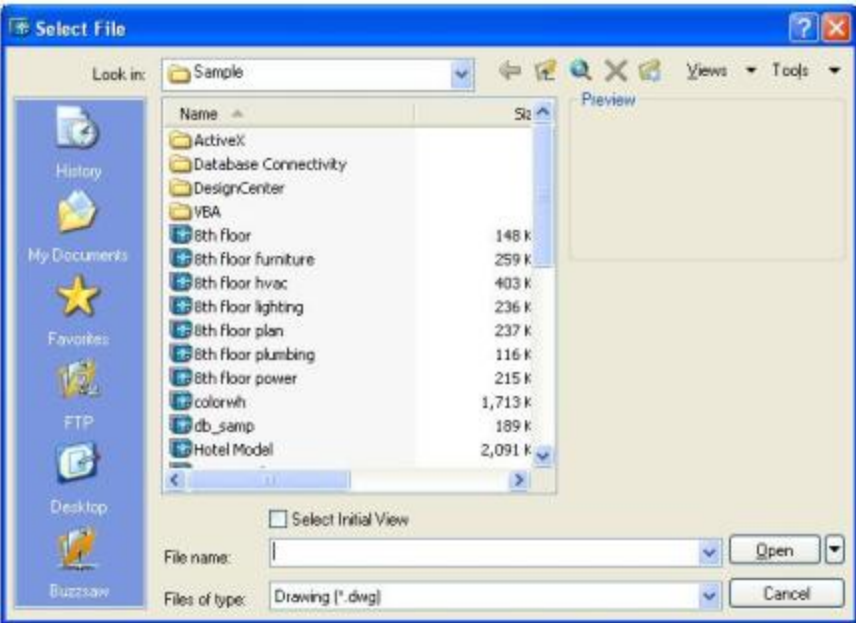 Select File
Look in: Sample Views Tools
Name Siz
Preview
ActiveX
Database Connectivity
DesignCenter
VBA
8th floor 148 K
8th floor furniture 259 K
8th floor hvac 403 K
8th floor lighting 236 K
8th floor plan 237 K
8th floor plumbing 116 K
8th floor power 215 K
colorwh 1,713 K
db_samp 189 K
Hotel Model 2,091 K
History
My Documents
Favorites
FTP
Desktop
Buzzsaw
Select Initial View
File name: Open
Files of type: Drawing (*.dwg) Cancel